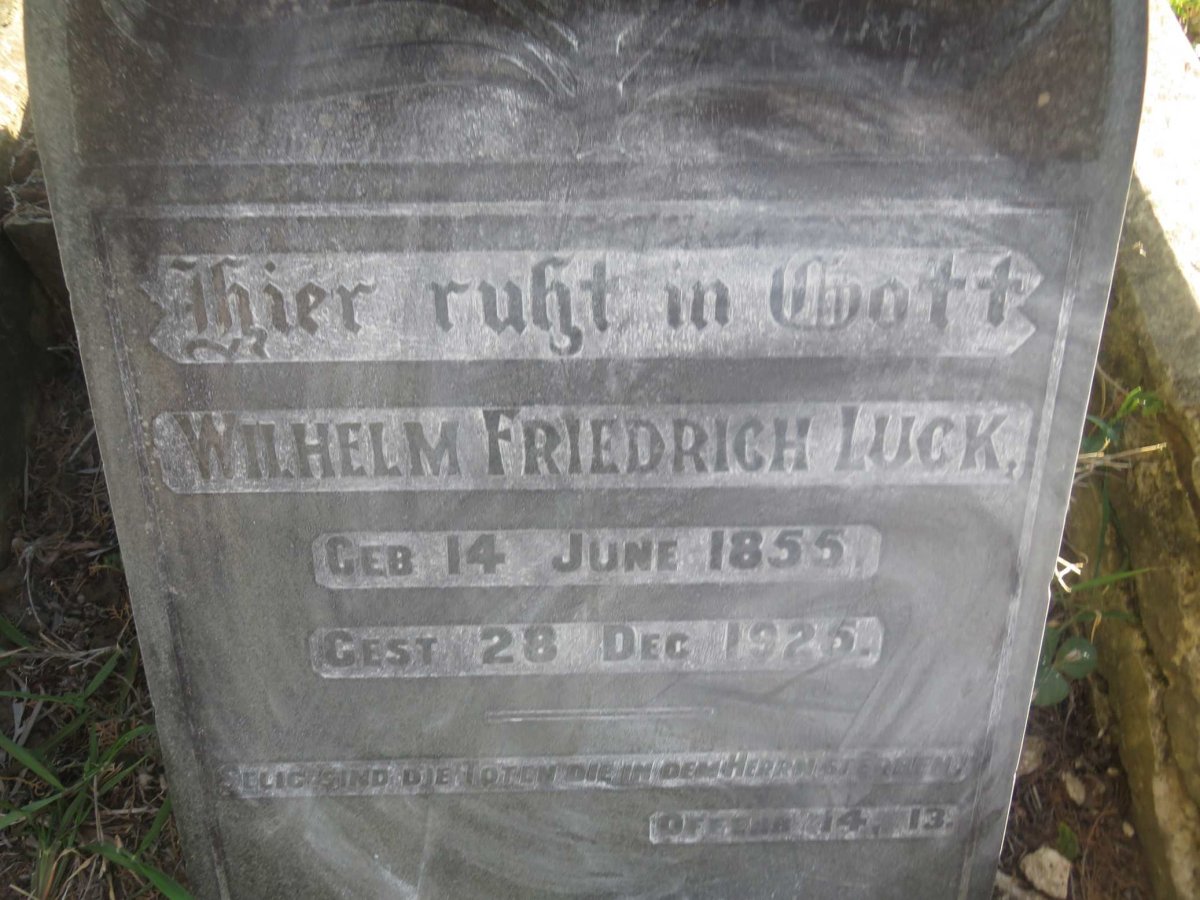 Hier ruht in Gott
WILHELM FRIEDRICH LUCK.
GEB 14 JUNE 1855.
GEST 28 DEC 1925.
SELIG SIND DIE TOTEN DIE IN DEM HERRN STERBEN.
OFFENB 14. 13.